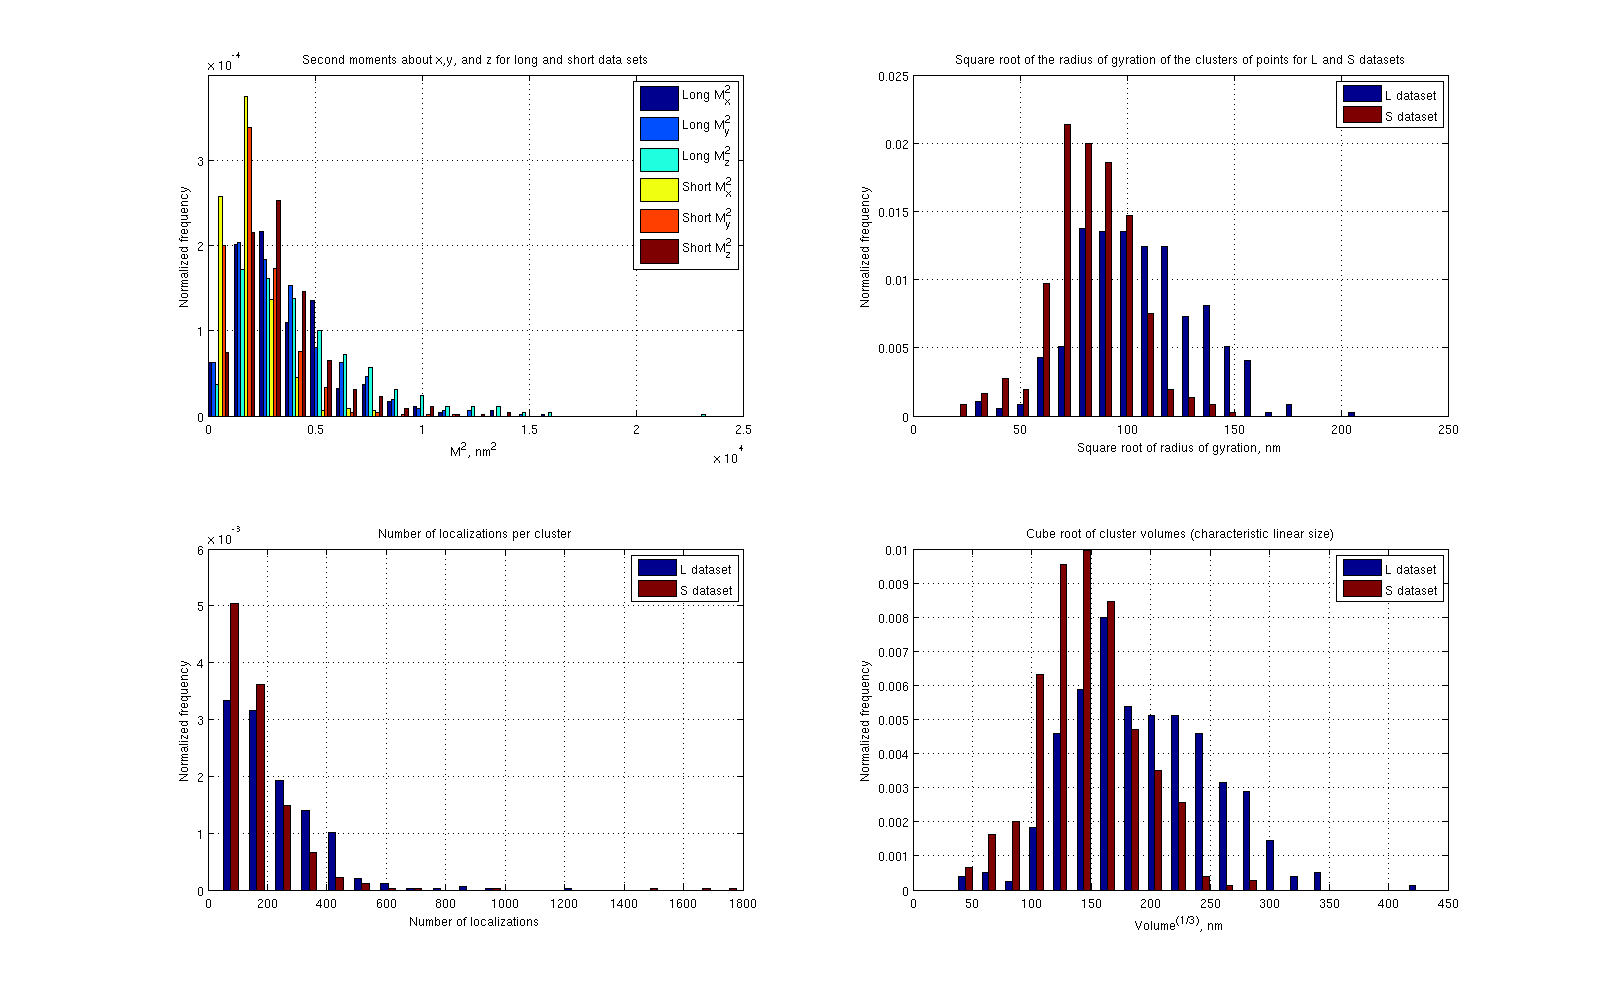 Second moments about x,y, and z for long and short data sets
× 10^-4
Normalized frequency
3
2
1
0
0 0.5 1 1.5 2 2.5
M^2, nm^2
× 10^4
Long M_x^2
Long M_y^2
Long M_z^2
Short M_x^2
Short M_y^2
Short M_z^2
Square root of the radius of gyration of the clusters of points for L and S datasets
Normalized frequency
0.025
0.02
0.015
0.01
0.005
0
0 50 100 150 200 250
Square root of radius of gyration, nm
L dataset
S dataset
Number of localizations per cluster
× 10^-3
Normalized frequency
6
5
4
3
2
1
0
0 200 400 600 800 1000 1200 1400 1600 1800
Number of localizations
L dataset
S dataset
Cube root of cluster volumes (characteristic linear size)
Normalized frequency
0.01
0.009
0.008
0.007
0.006
0.005
0.004
0.003
0.002
0.001
0
0 50 100 150 200 250 300 350 400 450
Volume^(1/3), nm
L dataset
S dataset